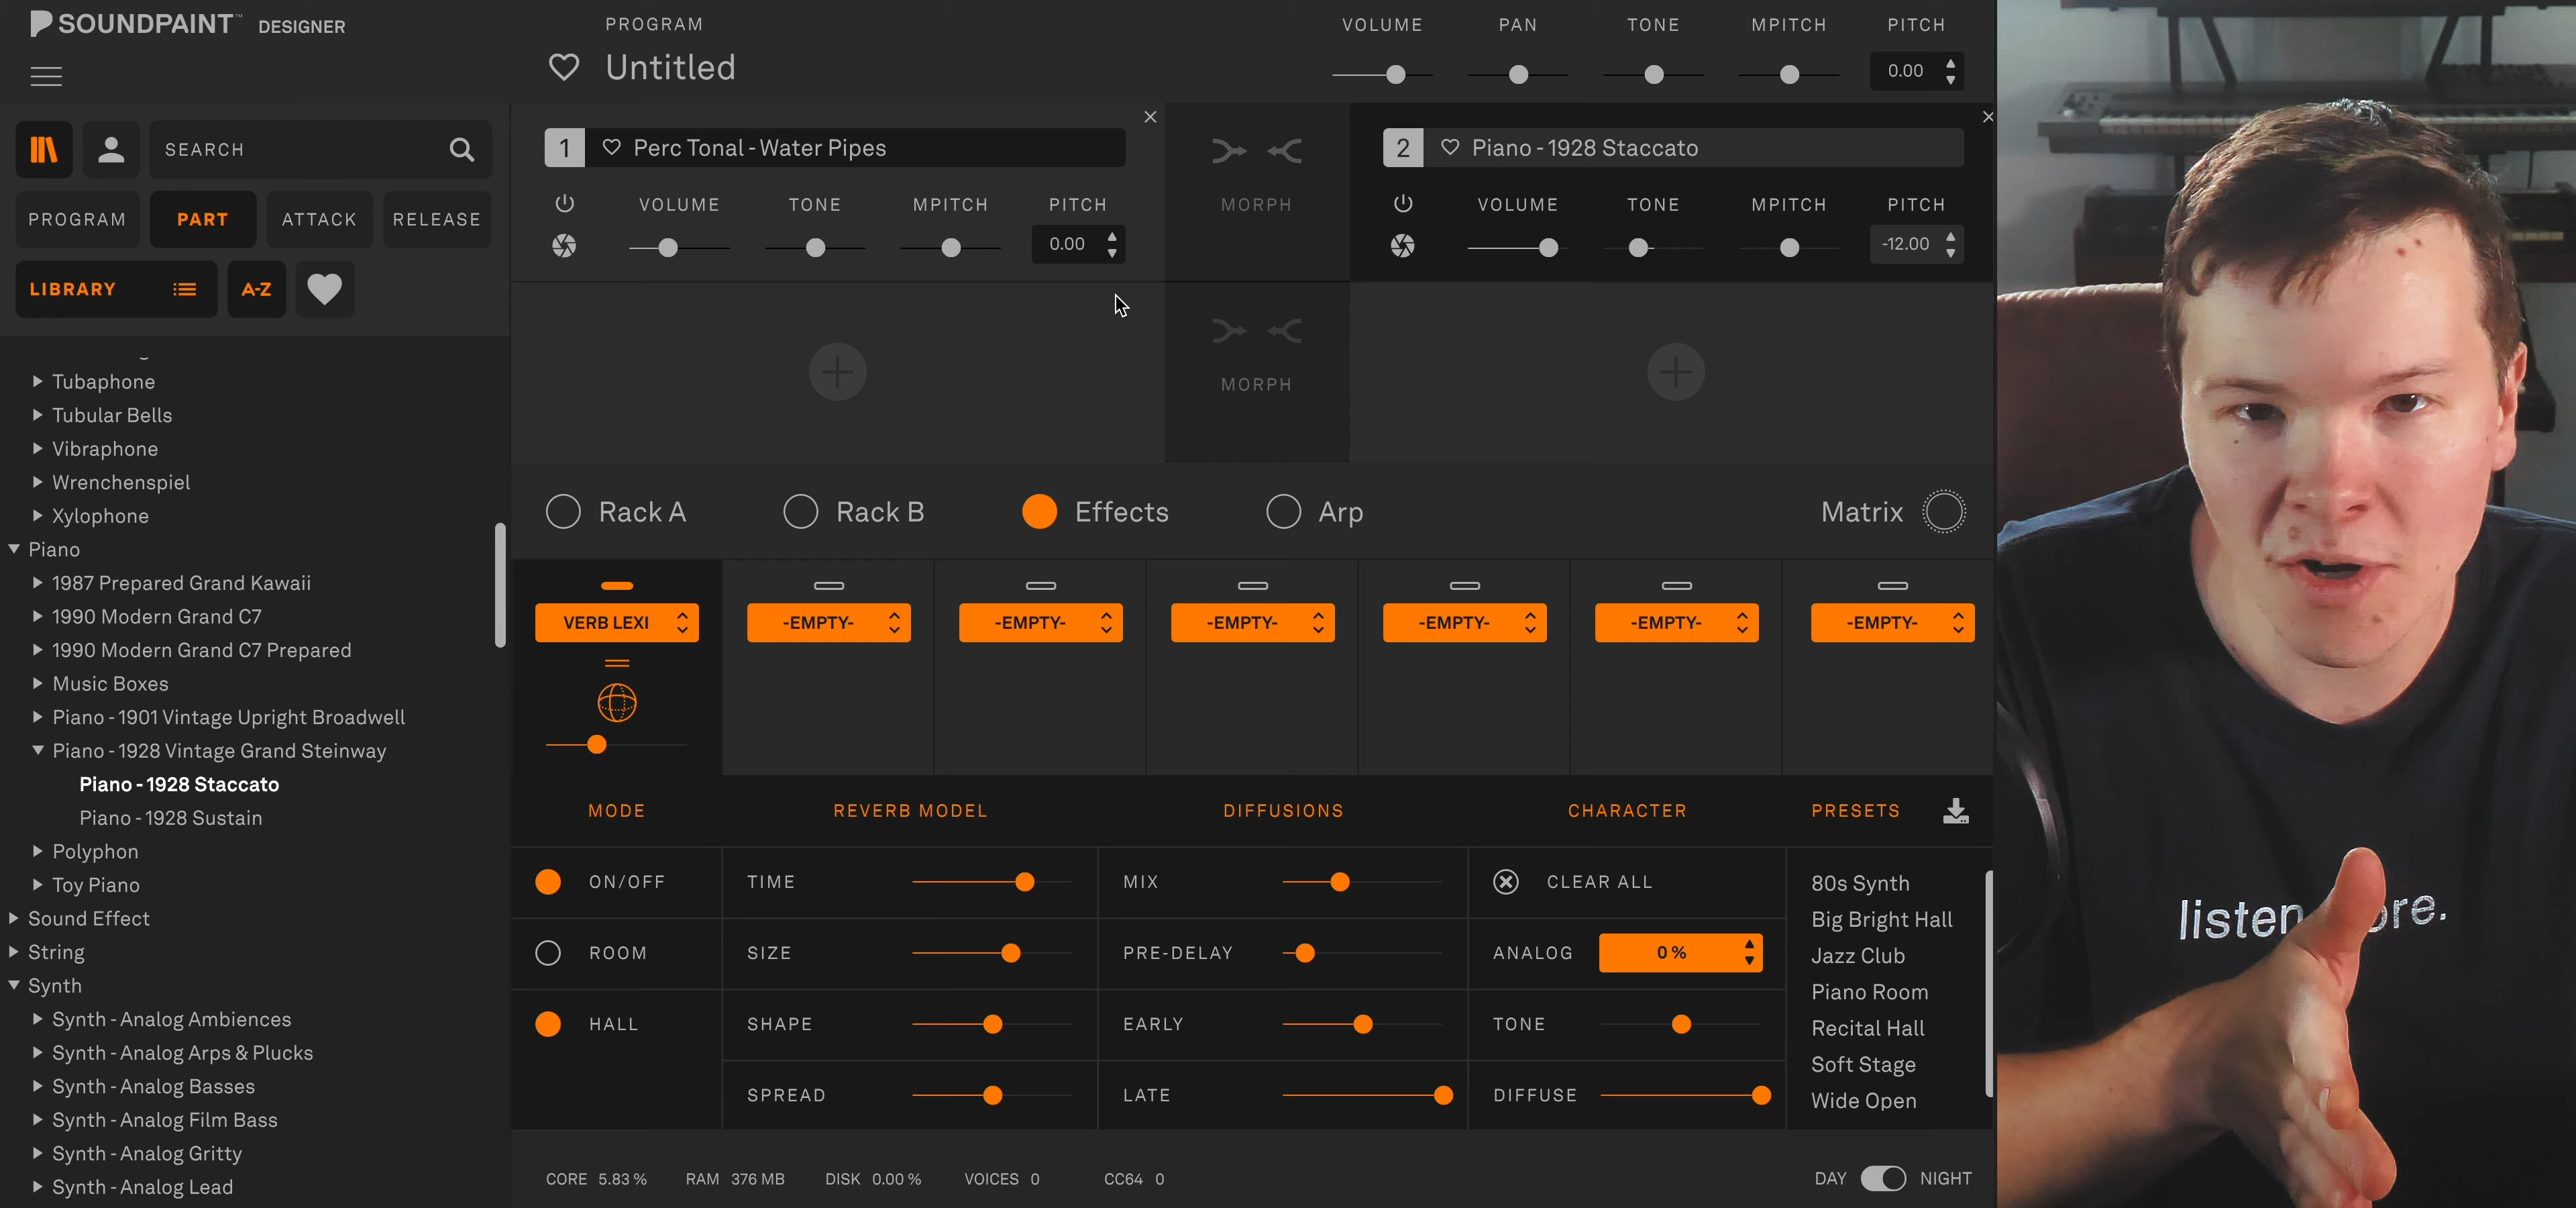 SOUNDPAINT™ DESIGNER
PROGRAM
Untitled
VOLUME PAN TONE MPITCH PITCH
0.00
SEARCH
PROGRAM PART ATTACK RELEASE
LIBRARY A-Z
1 Perc Tonal - Water Pipes
VOLUME TONE MPITCH PITCH
0.00
MORPH
2 Piano - 1928 Staccato
VOLUME TONE MPITCH PITCH
-12.00
MORPH
Tubaphone
Tubular Bells
Vibraphone
Wrenchenspiel
Xylophone
Piano
1987 Prepared Grand Kawaii
1990 Modern Grand C7
1990 Modern Grand C7 Prepared
Music Boxes
Piano - 1901 Vintage Upright Broadwell
Piano - 1928 Vintage Grand Steinway
Piano - 1928 Staccato
Piano - 1928 Sustain
Polyphon
Toy Piano
Sound Effect
String
Synth
Synth - Analog Ambiences
Synth - Analog Arps & Plucks
Synth - Analog Basses
Synth - Analog Film Bass
Synth - Analog Gritty
Synth - Analog Lead
Rack A Rack B Effects Arp Matrix
VERB LEXI -EMPTY- -EMPTY- -EMPTY- -EMPTY- -EMPTY- -EMPTY-
MODE REVERB MODEL DIFFUSIONS CHARACTER PRESETS
ON/OFF TIME MIX CLEAR ALL
ROOM SIZE PRE-DELAY ANALOG 0 %
HALL SHAPE EARLY TONE
SPREAD LATE DIFFUSE
80s Synth
Big Bright Hall
Jazz Club
Piano Room
Recital Hall
Soft Stage
Wide Open
CORE 5.83 % RAM 376 MB DISK 0.00 % VOICES 0 CC64 0
DAY NIGHT
listen ore.